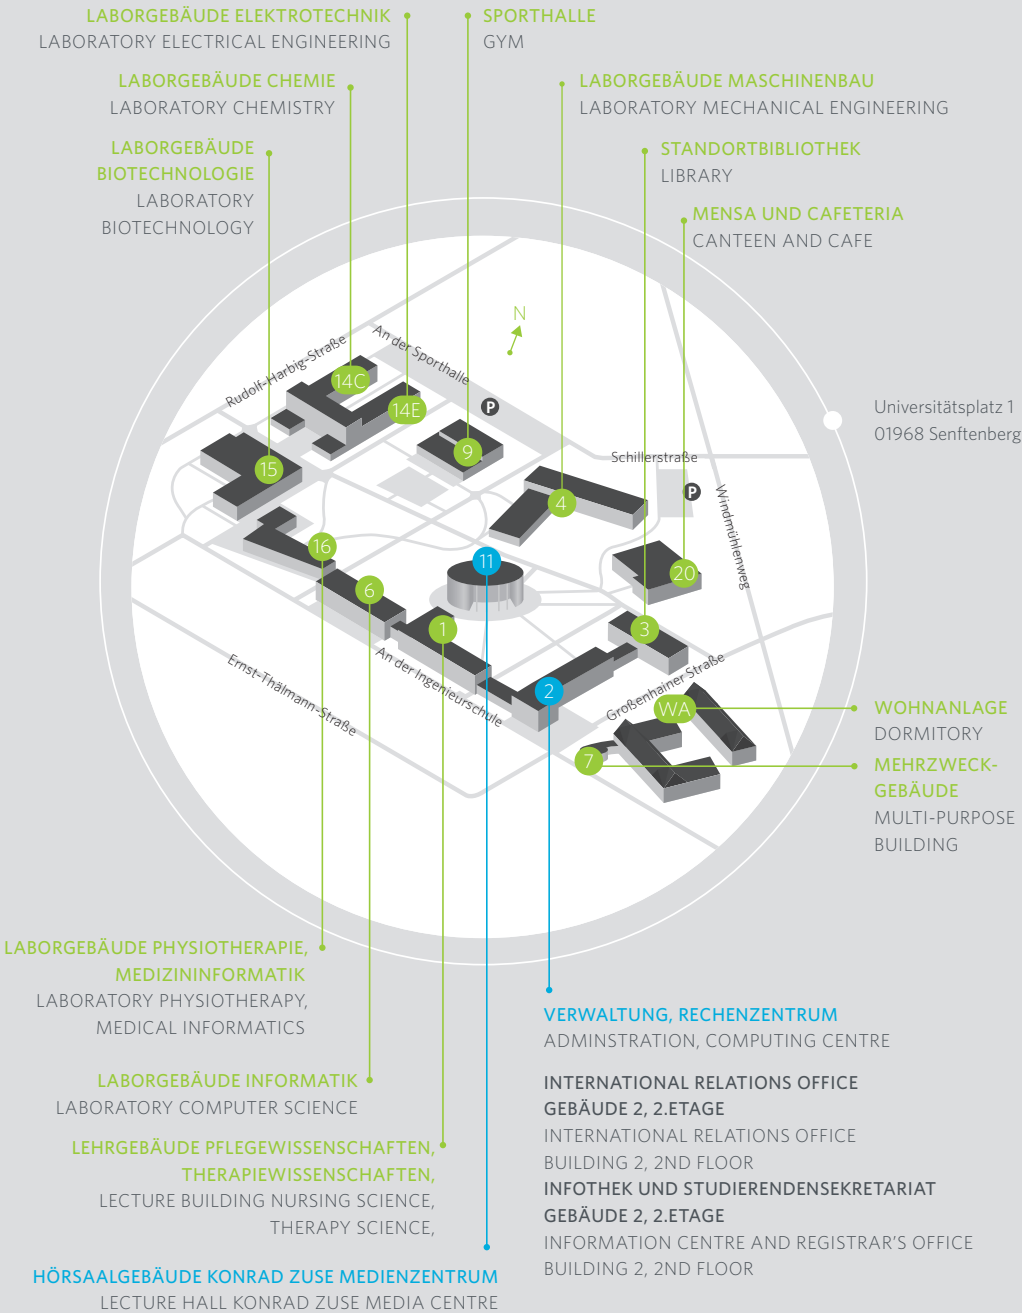 LABORGEBÄUDE ELEKTROTECHNIK
LABORATORY ELECTRICAL ENGINEERING
SPORTHALLE
GYM
LABORGEBÄUDE CHEMIE
LABORATORY CHEMISTRY
LABORGEBÄUDE MASCHINENBAU
LABORATORY MECHANICAL ENGINEERING
LABORGEBÄUDE
BIOTECHNOLOGIE
LABORATORY
BIOTECHNOLOGY
STANDORTBIBLIOTHEK
LIBRARY
MENSA UND CAFETERIA
CANTEEN AND CAFE
N
An der Sporthalle
Rudolf-Harbig-Straße
14C
14E
P
Universitätsplatz 1
01968 Senftenberg
9
Schillerstraße
15
P
4
Windmühlenweg
16
11
20
6
1
3
An der Ingenieurschule
Ernst-Thälmann-Straße
Großenhainer Straße
2
WA
7
WOHNANLAGE
DORMITORY
MEHRZWECK-
GEBÄUDE
MULTI-PURPOSE
BUILDING
LABORGEBÄUDE PHYSIOTHERAPIE,
MEDIZININFORMATIK
LABORATORY PHYSIOTHERAPY,
MEDICAL INFORMATICS
LABORGEBÄUDE INFORMATIK
LABORATORY COMPUTER SCIENCE
LEHRGEBÄUDE PFLEGEWISSENSCHAFTEN,
THERAPIEWISSENSCHAFTEN,
LECTURE BUILDING NURSING SCIENCE,
THERAPY SCIENCE,
HÖRSAALGEBÄUDE KONRAD ZUSE MEDIENZENTRUM
LECTURE HALL KONRAD ZUSE MEDIA CENTRE
VERWALTUNG, RECHENZENTRUM
ADMINSTRATION, COMPUTING CENTRE
INTERNATIONAL RELATIONS OFFICE
GEBÄUDE 2, 2.ETAGE
INTERNATIONAL RELATIONS OFFICE
BUILDING 2, 2ND FLOOR
INFOTHEK UND STUDIERENDENSEKRETARIAT
GEBÄUDE 2, 2.ETAGE
INFORMATION CENTRE AND REGISTRAR'S OFFICE
BUILDING 2, 2ND FLOOR